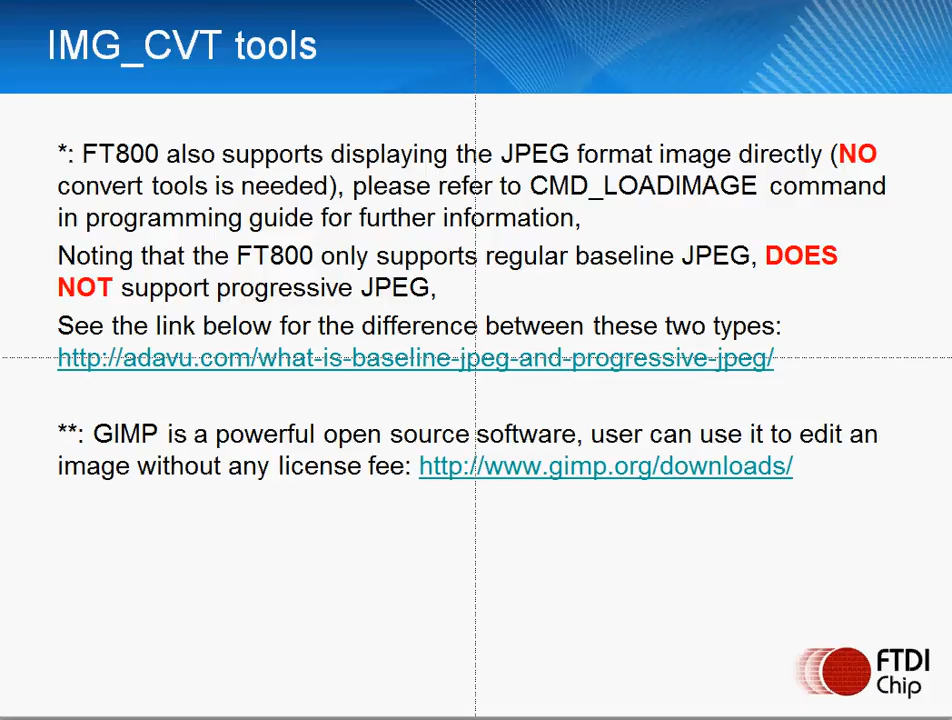 IMG_CVT tools
*: FT800 also supports displaying the JPEG format image directly (NO
convert tools is needed), please refer to CMD_LOADIMAGE command
in programming guide for further information,
Noting that the FT800 only supports regular baseline JPEG, DOES
NOT support progressive JPEG,
See the link below for the difference between these two types:
http://adavu.com/what-is-baseline-jpeg-and-progressive-jpeg/
**: GIMP is a powerful open source software, user can use it to edit an
image without any license fee: http://www.gimp.org/downloads/
FTDI
Chip